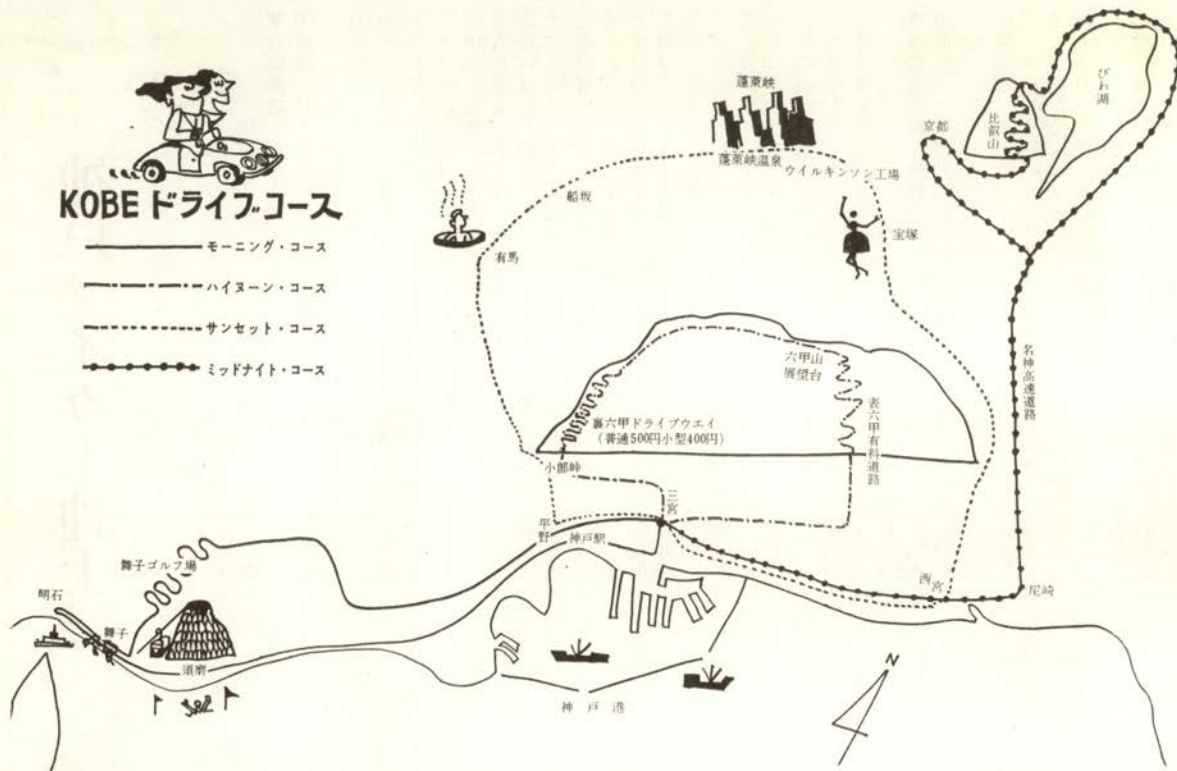 KOBE ドライブコース
モーニング・コース
ハイヌーン・コース
サンセット・コース
ミッドナイト・コース
蓬莱峡
蓬莱峡温泉
ウイルキンソン工場
船坂
有馬
宝塚
京都
比叡山
びわ湖
名神高速道路
六甲山
展望台
表六甲有料道路
裏六甲ドライブウエイ
(普通500円小型400円)
小部峠
三宮
平野
神戸駅
西宮
尼崎
舞子ゴルフ場
明石
舞子
須磨
神戸港
N